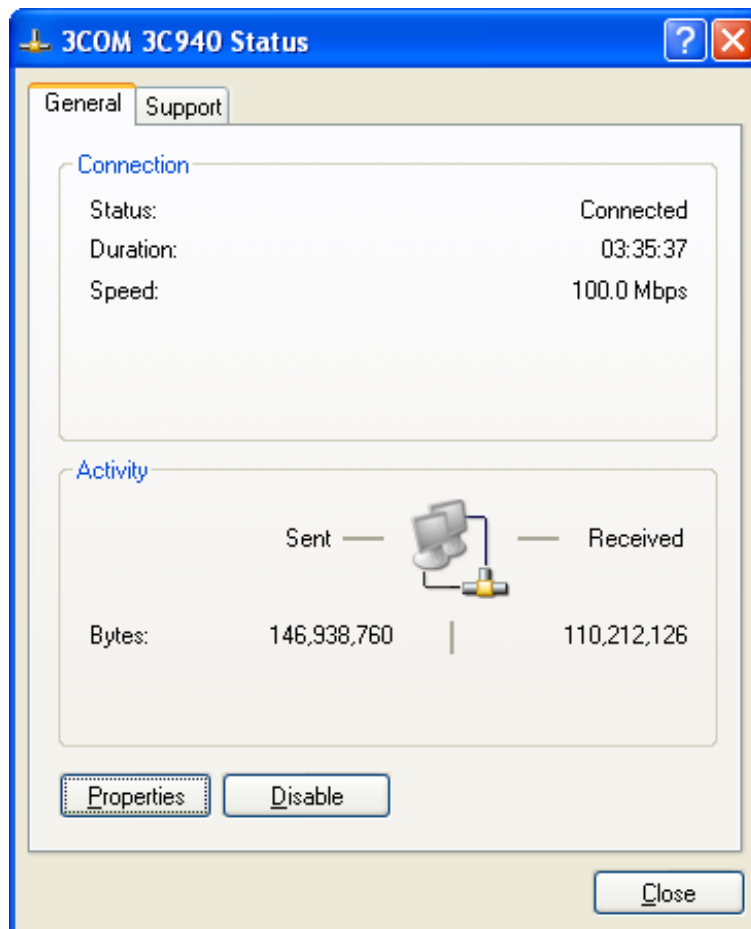 3COM 3C940 Status
General Support
Connection
Status: Connected
Duration: 03:35:37
Speed: 100.0 Mbps
Activity
Sent Received
Bytes: 146,938,760 110,212,126
Properties Disable
Close